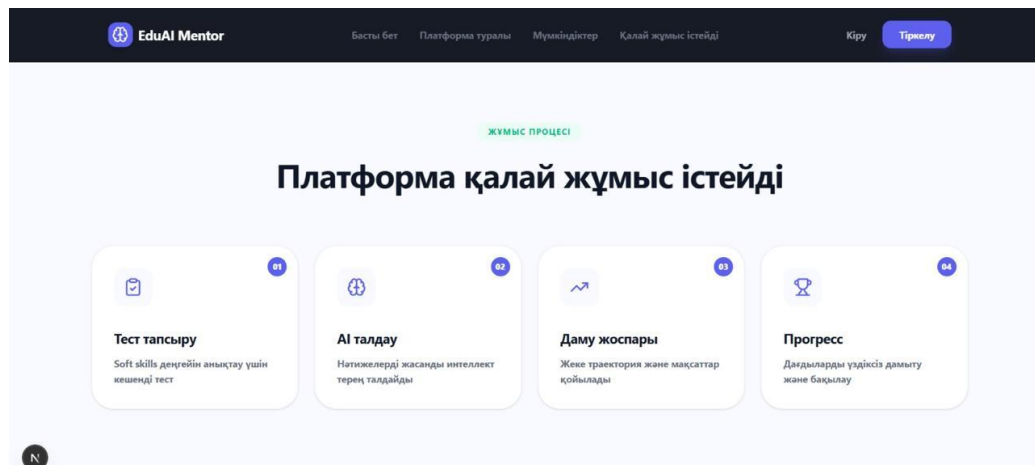 EduAI Mentor
Басты бет
Платформа туралы
Мүмкіндіктер
Қалай жұмыс істейді
Кіру
Тіркелу
ЖҰМЫС ПРОЦЕСІ
Платформа қалай жұмыс істейді
01
Тест тапсыру
Soft skills деңгейін анықтау үшін
кешенді тест
02
AI талдау
Нәтижелерді жасанды интеллект
терең талдайды
03
Даму жоспары
Жеке траектория және мақсаттар
қойылады
04
Прогресс
Дағдыларды үздіксіз дамыту
және бақылау
N